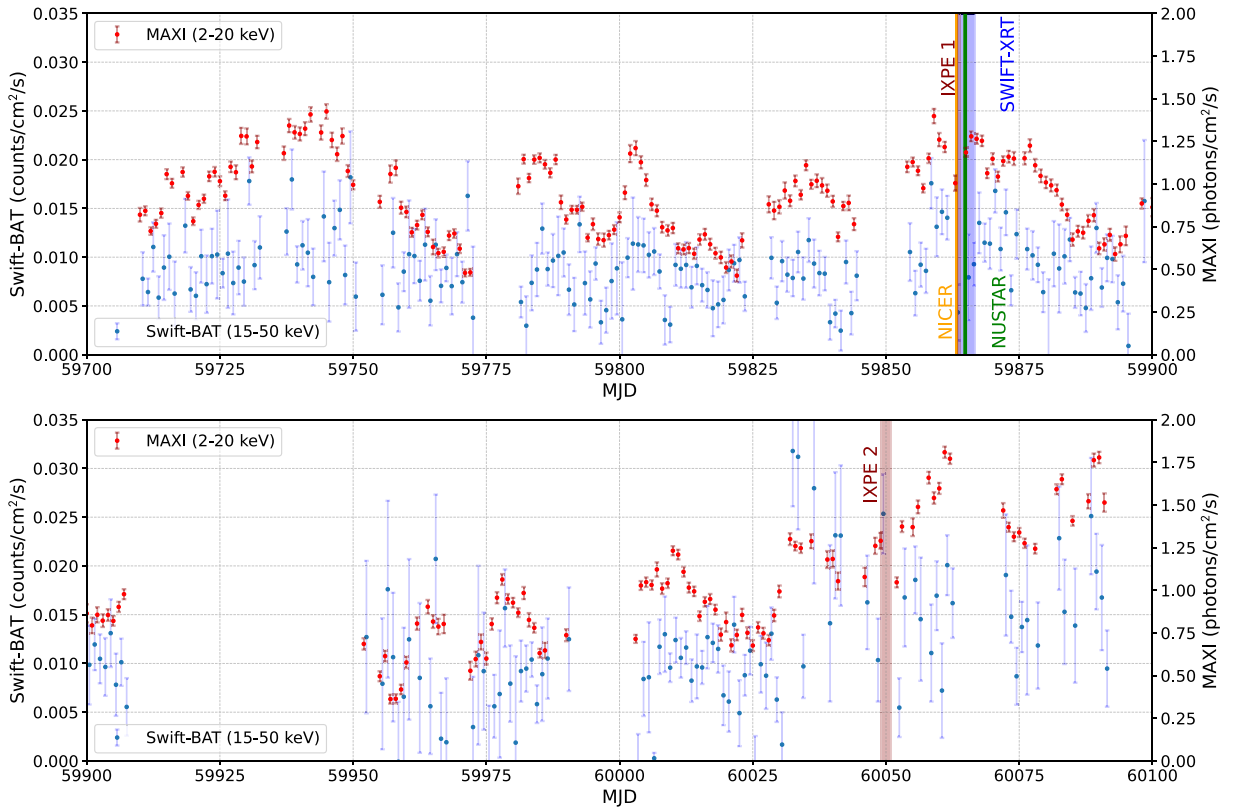 0.035
0.030
0.025
0.020
0.015
0.010
0.005
0.000
Swift-BAT (counts/cm²/s)
MAXI (2-20 keV)
Swift-BAT (15-50 keV)
IXPE 1
SWIFT-XRT
NICER
NUSTAR
2.00
1.75
1.50
1.25
1.00
0.75
0.50
0.25
0.00
MAXI (photons/cm²/s)
59700 59725 59750 59775 59800 59825 59850 59875 59900
MJD
0.035
0.030
0.025
0.020
0.015
0.010
0.005
0.000
Swift-BAT (counts/cm²/s)
MAXI (2-20 keV)
Swift-BAT (15-50 keV)
IXPE 2
2.00
1.75
1.50
1.25
1.00
0.75
0.50
0.25
0.00
MAXI (photons/cm²/s)
59900 59925 59950 59975 60000 60025 60050 60075 60100
MJD